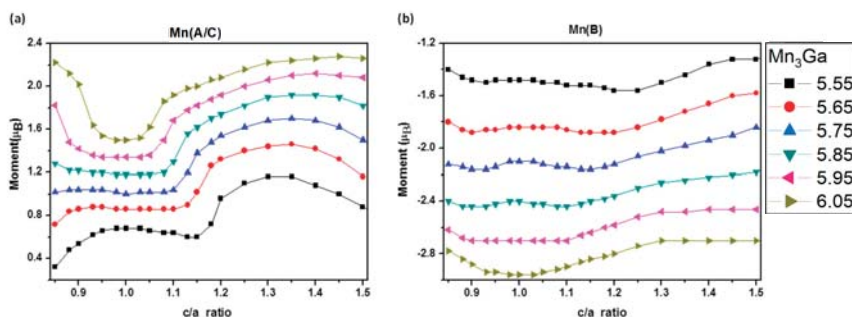 (a)
Mn(A/C)
2.4
2.0
1.6
1.2
0.8
0.4
Moment(μB)
0.9 1.0 1.1 1.2 1.3 1.4 1.5
c/a ratio
(b)
Mn(B)
-1.2
-1.6
-2.0
-2.4
-2.8
Moment (μB)
0.9 1.0 1.1 1.2 1.3 1.4 1.5
c/a ratio
Mn3Ga
5.55
5.65
5.75
5.85
5.95
6.05